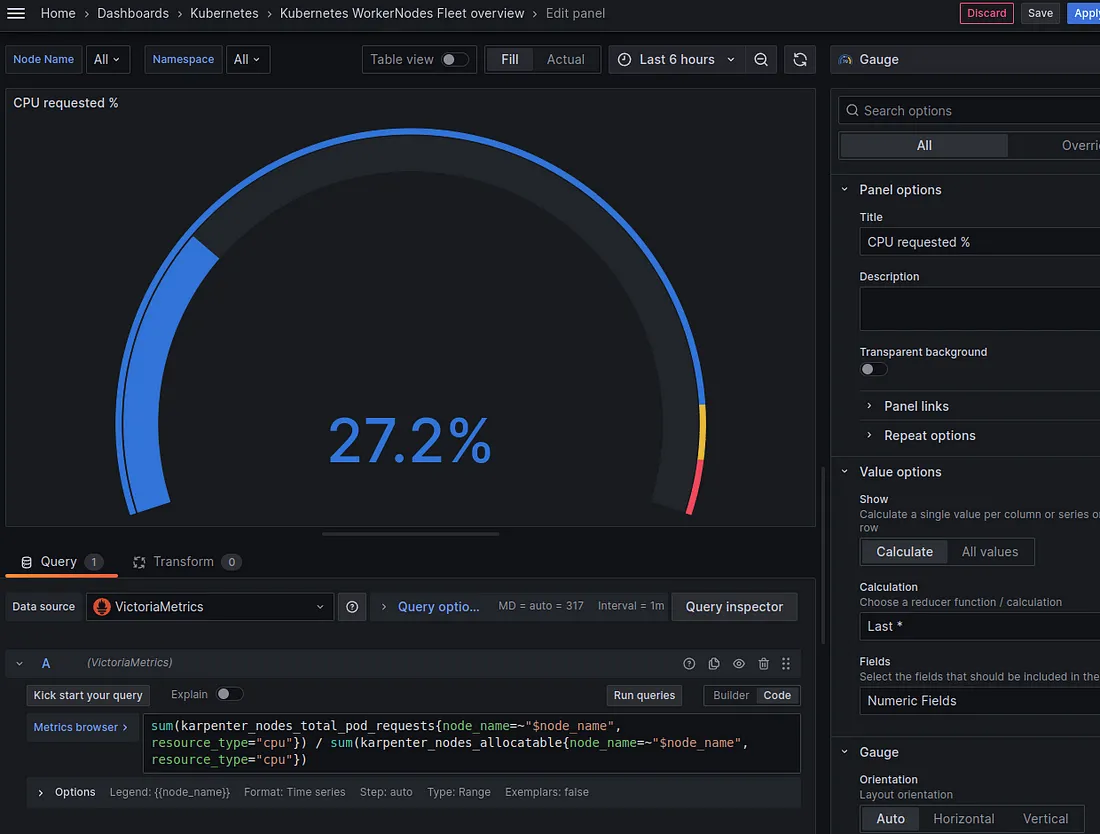 Home › Dashboards › Kubernetes › Kubernetes WorkerNodes Fleet overview › Edit panel
Discard Save Apply
Node Name All Namespace All Table view Fill Actual Last 6 hours Gauge
CPU requested %
27.2%
Search options
All Overri
Panel options
Title
CPU requested %
Description
Transparent background
Panel links
Repeat options
Value options
Show
Calculate a single value per column or series o
row
Calculate All values
Calculation
Choose a reducer function / calculation
Last *
Fields
Select the fields that should be included in the
Numeric Fields
Gauge
Orientation
Layout orientation
Auto Horizontal Vertical
Query 1 Transform 0
Data source VictoriaMetrics Query optio... MD = auto = 317 Interval = 1m Query inspector
A (VictoriaMetrics)
Kick start your query Explain Run queries Builder Code
Metrics browser ›
sum(karpenter_nodes_total_pod_requests{node_name=~"$node_name",
resource_type="cpu"}) / sum(karpenter_nodes_allocatable{node_name=~"$node_name",
resource_type="cpu"})
Options Legend: {{node_name}} Format: Time series Step: auto Type: Range Exemplars: false